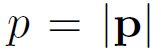 p = |𝐩|